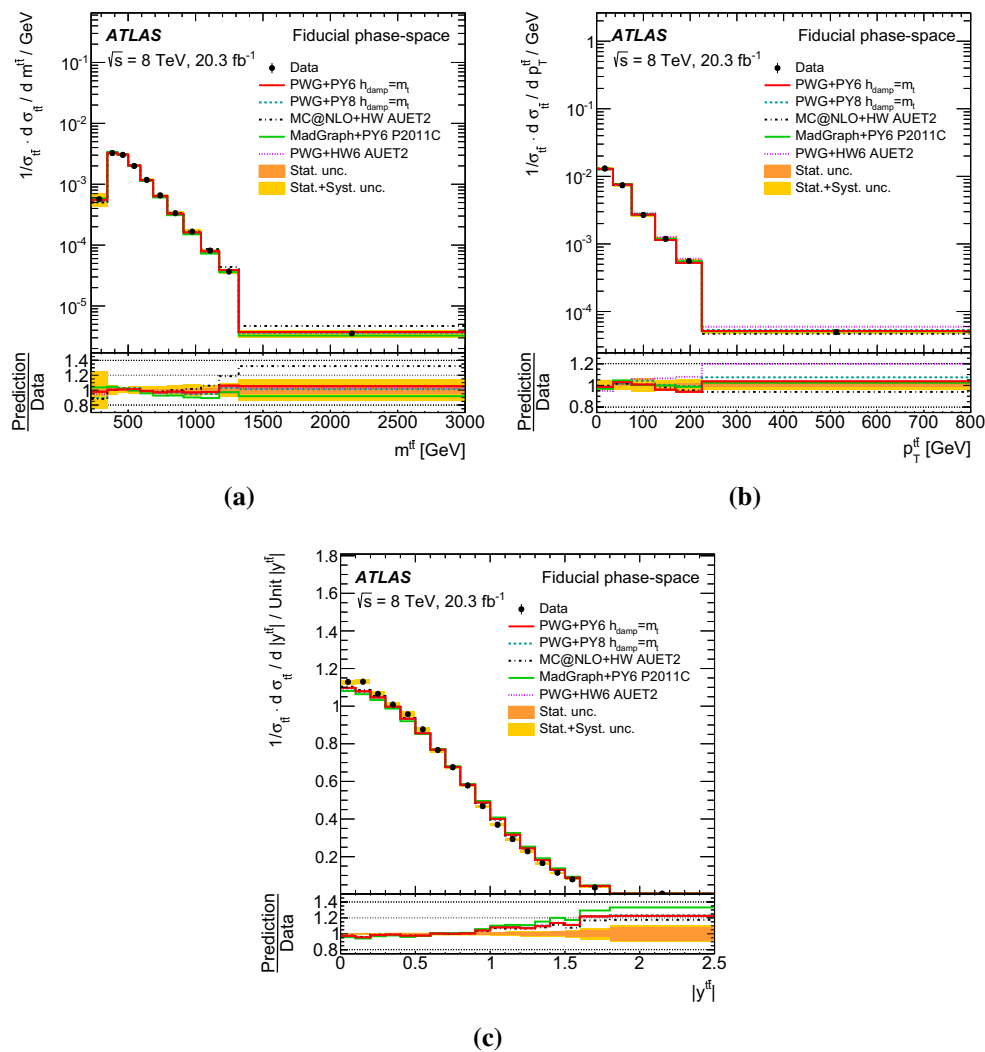 1/σtt̄ · d σtt̄ / d m^tt̄ / GeV
ATLAS Fiducial phase-space
√s = 8 TeV, 20.3 fb⁻¹
Data
PWG+PY6 h_damp=m_t
PWG+PY8 h_damp=m_t
MC@NLO+HW AUET2
MadGraph+PY6 P2011C
PWG+HW6 AUET2
Stat. unc.
Stat.+Syst. unc.
10⁻¹
10⁻²
10⁻³
10⁻⁴
10⁻⁵
Prediction
Data
1.4
1.2
1
0.8
500 1000 1500 2000 2500 3000
m^tt̄ [GeV]
(a)
1/σtt̄ · d σtt̄ / d p_T^tt̄ / GeV
ATLAS Fiducial phase-space
√s = 8 TeV, 20.3 fb⁻¹
Data
PWG+PY6 h_damp=m_t
PWG+PY8 h_damp=m_t
MC@NLO+HW AUET2
MadGraph+PY6 P2011C
PWG+HW6 AUET2
Stat. unc.
Stat.+Syst. unc.
1
10⁻¹
10⁻²
10⁻³
10⁻⁴
Prediction
Data
1.2
1
0.8
0 100 200 300 400 500 600 700 800
p_T^tt̄ [GeV]
(b)
1/σtt̄ · d σtt̄ / d |y^tt̄| / Unit |y^tt̄|
ATLAS Fiducial phase-space
√s = 8 TeV, 20.3 fb⁻¹
Data
PWG+PY6 h_damp=m_t
PWG+PY8 h_damp=m_t
MC@NLO+HW AUET2
MadGraph+PY6 P2011C
PWG+HW6 AUET2
Stat. unc.
Stat.+Syst. unc.
1.8
1.6
1.4
1.2
1
0.8
0.6
0.4
0.2
Prediction
Data
1.4
1.2
1
0.8
0 0.5 1 1.5 2 2.5
|y^tt̄|
(c)